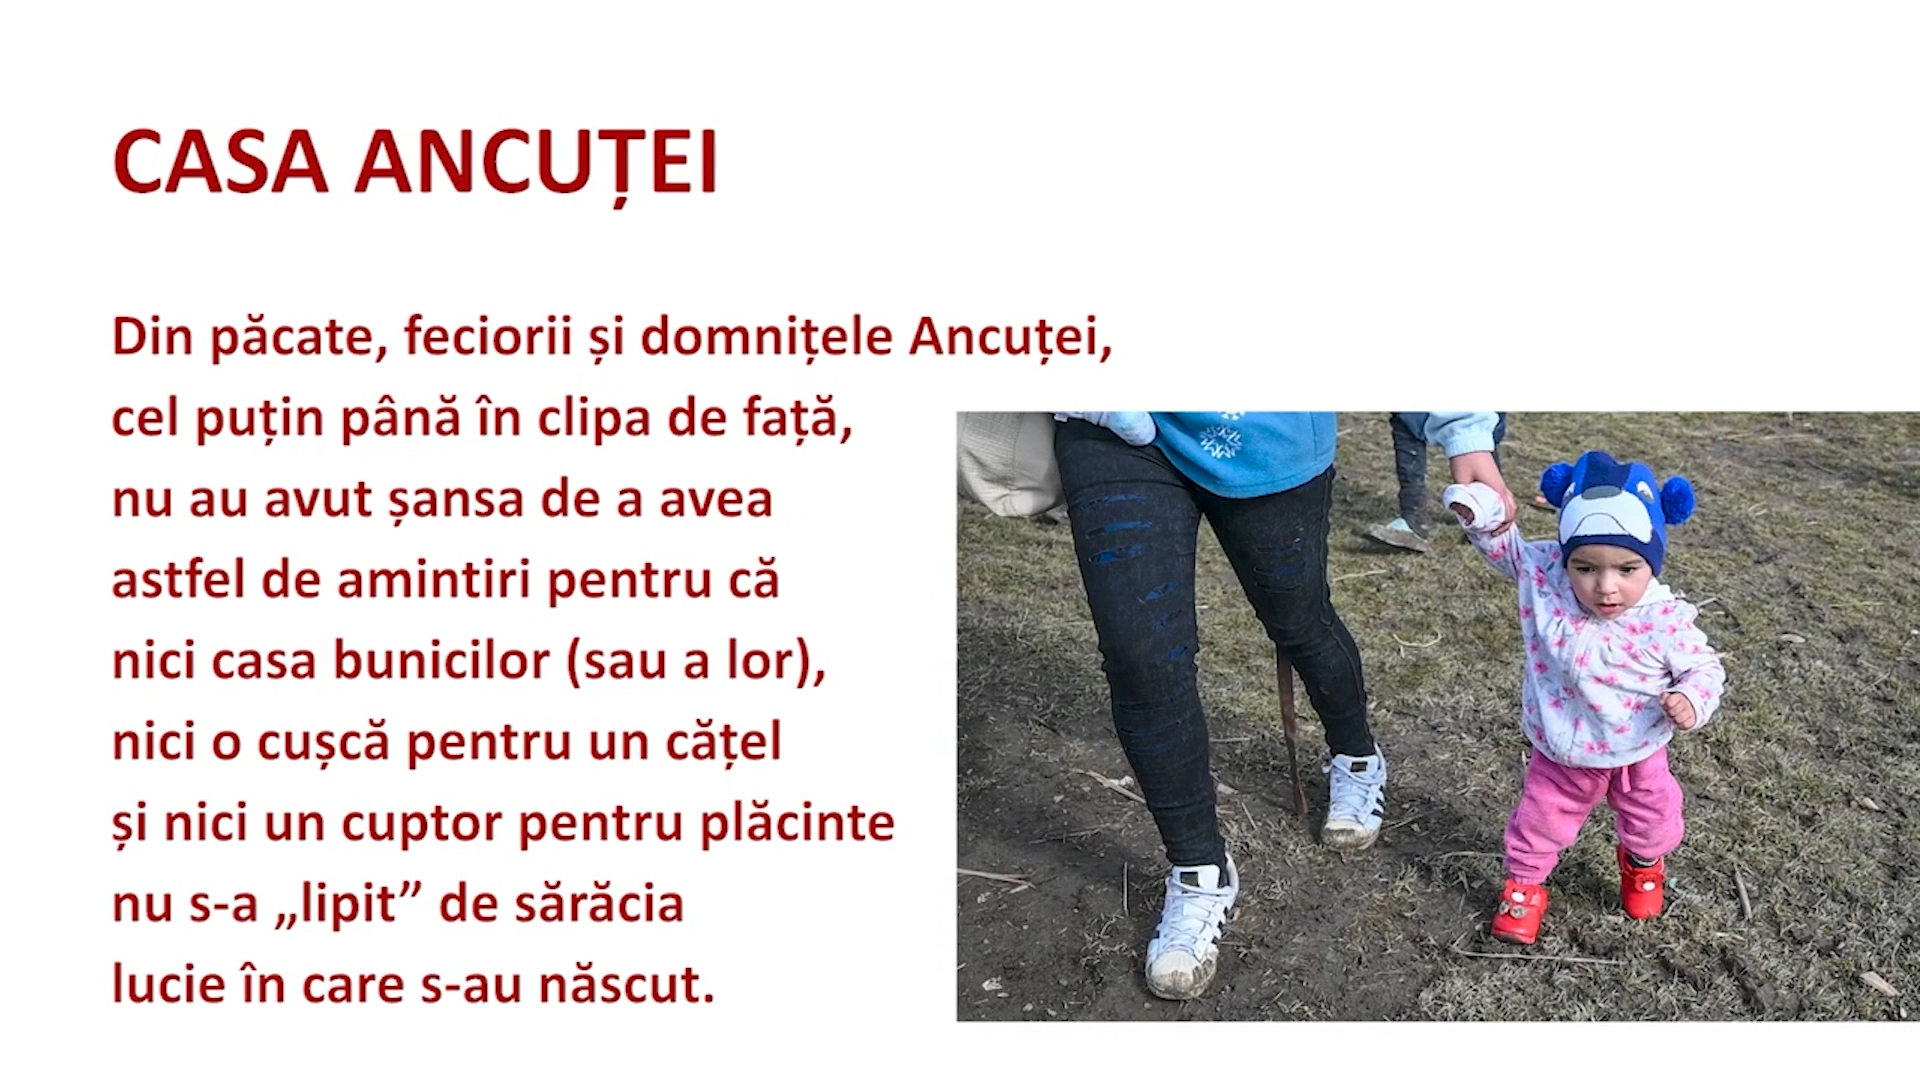 CASA ANCUȚEI
Din păcate, feciorii și domnițele Ancuței,
cel puțin până în clipa de față,
nu au avut șansa de a avea
astfel de amintiri pentru că
nici casa bunicilor (sau a lor),
nici o cușcă pentru un cățel
și nici un cuptor pentru plăcinte
nu s-a „lipit” de sărăcia
lucie în care s-au născut.